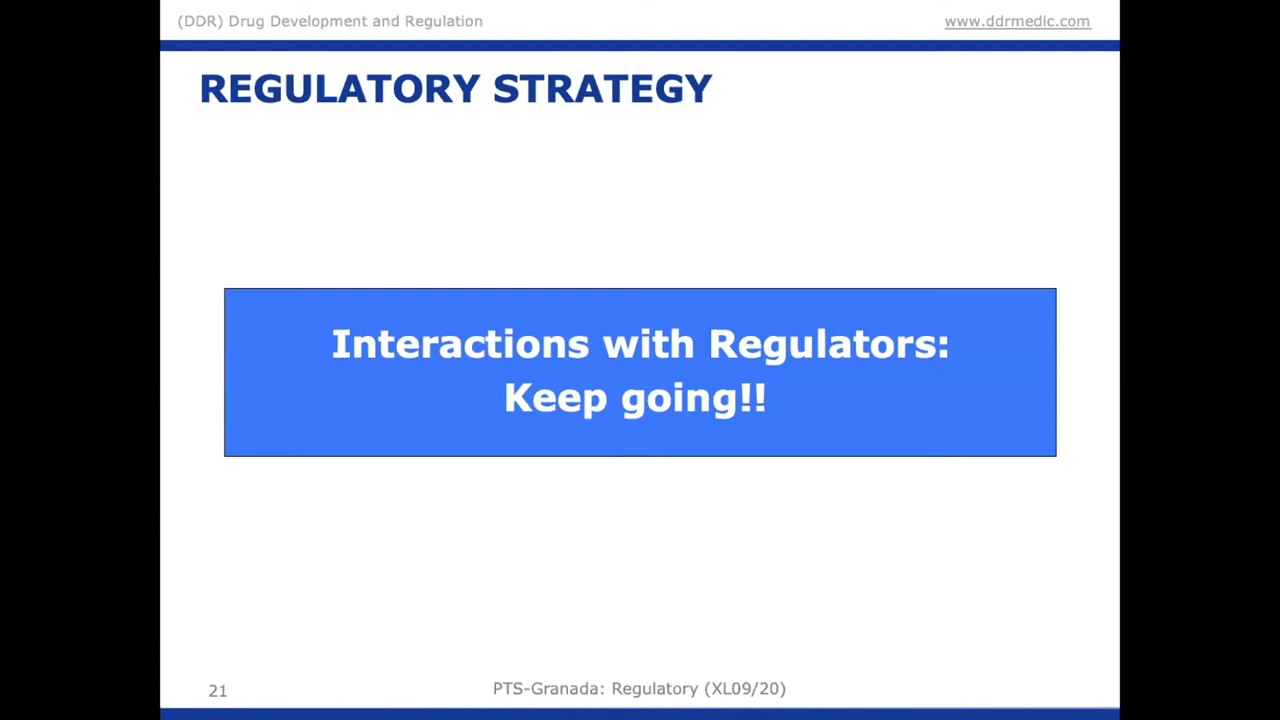 (DDR) Drug Development and Regulation
www.ddrmedic.com
REGULATORY STRATEGY
Interactions with Regulators:
Keep going!!
21
PTS-Granada: Regulatory (XL09/20)